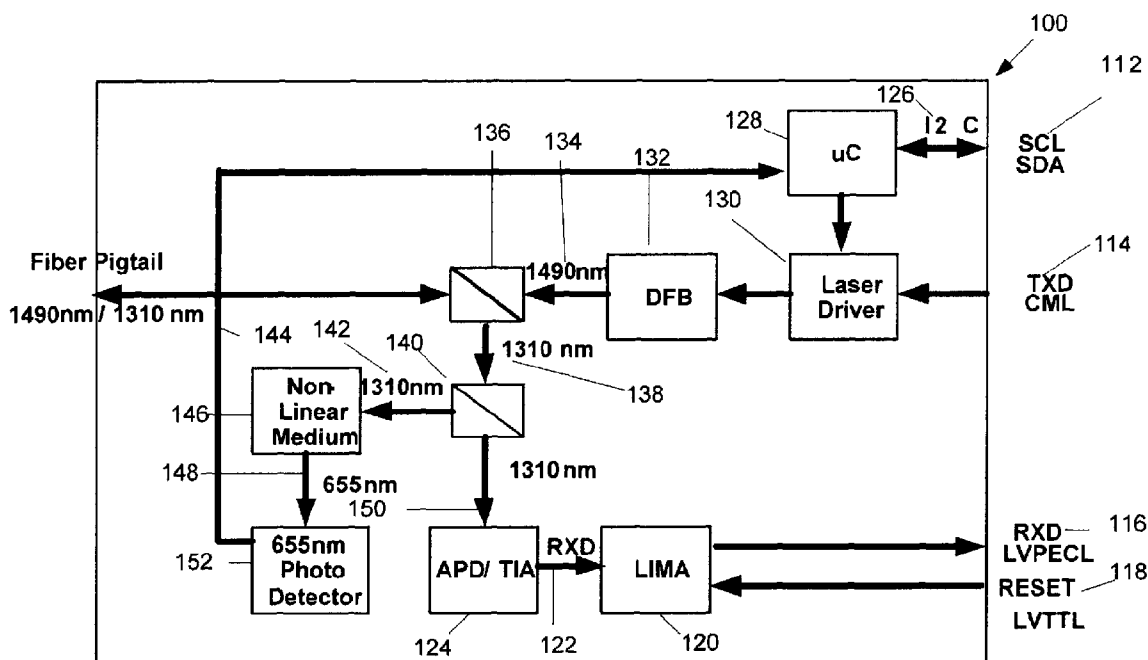 100
112
126
I2 C
SCL
SDA
128
uC
136
134
132
130
Fiber Pigtail
1490nm / 1310 nm
1490nm
DFB
Laser
Driver
114
TXD
CML
144
142
140
1310 nm
138
1310nm
146
Non-
Linear
Medium
148
655nm
150
1310 nm
152
655nm
Photo
Detector
APD/ TIA
124
RXD
122
LIMA
120
RXD
LVPECL
116
RESET
118
LVTTL